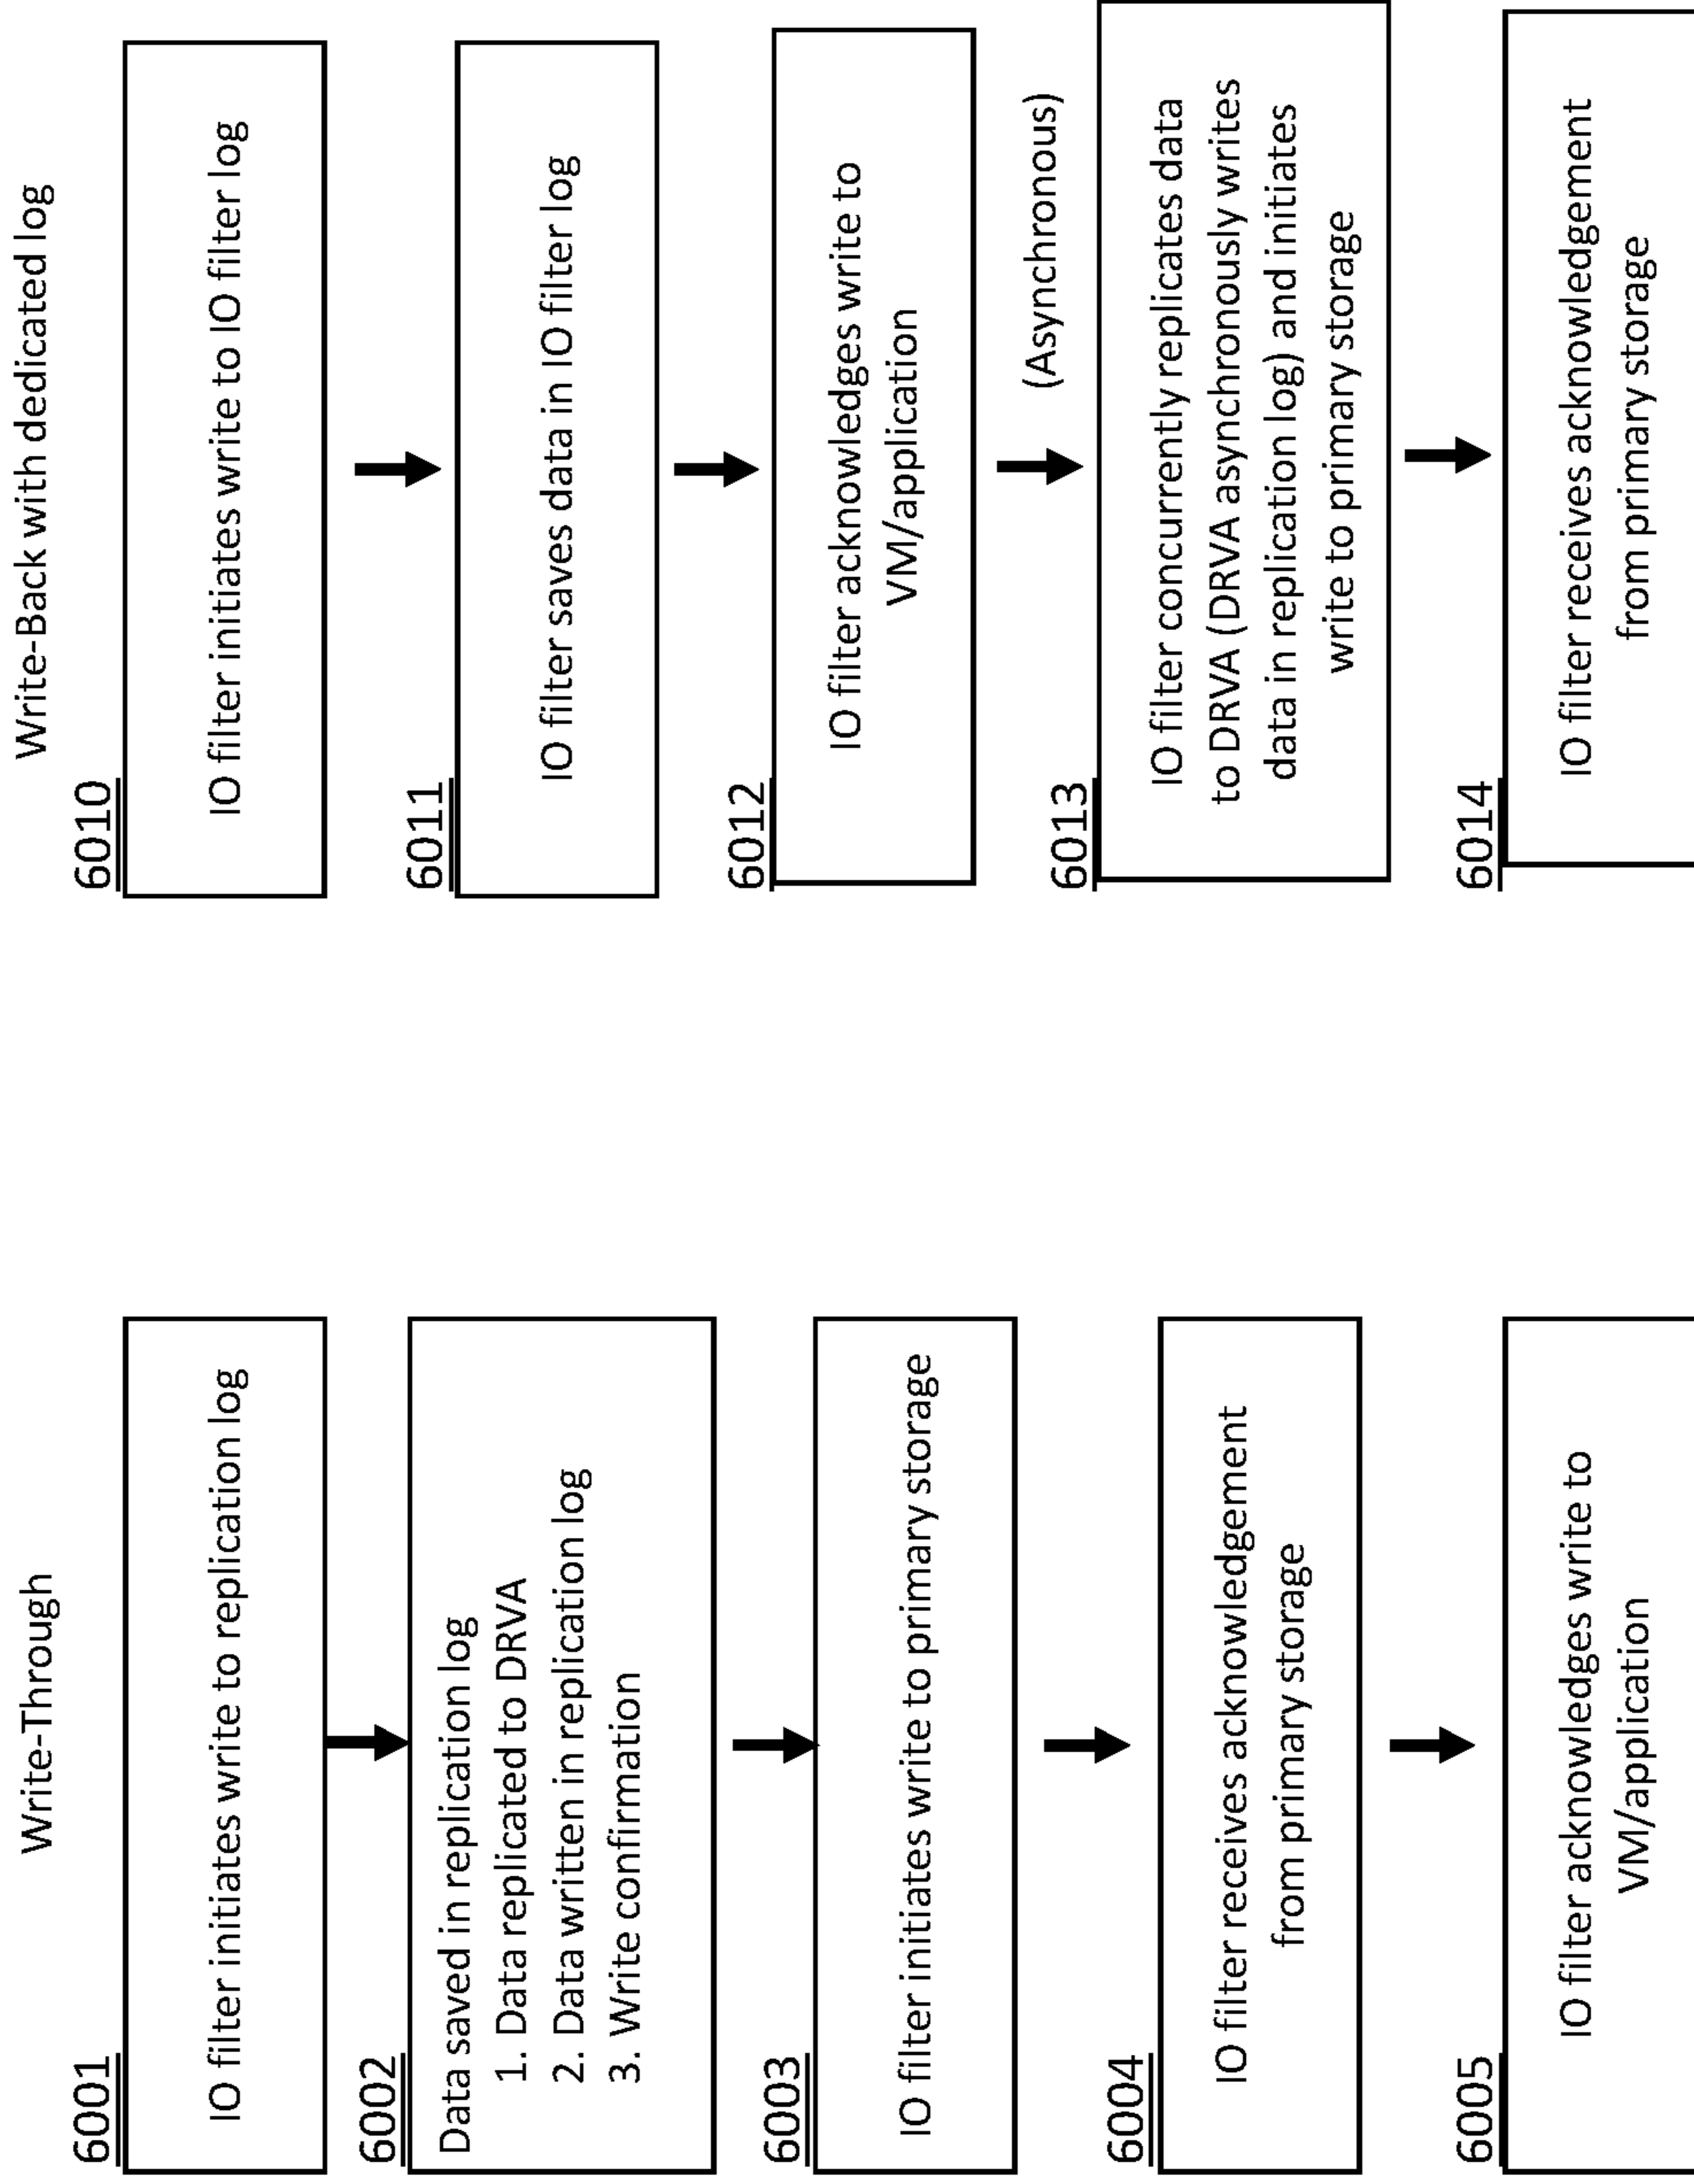 Write-Through
6001
IO filter initiates write to replication log
6002
Data saved in replication log
1. Data replicated to DRVA
2. Data written in replication log
3. Write confirmation
6003
IO filter initiates write to primary storage
6004
IO filter receives acknowledgement
from primary storage
6005
IO filter acknowledges write to
VM/application
Write-Back with dedicated log
6010
IO filter initiates write to IO filter log
6011
IO filter saves data in IO filter log
6012
IO filter acknowledges write to
VM/application
(Asynchronous)
6013
IO filter concurrently replicates data
to DRVA (DRVA asynchronously writes
data in replication log) and initiates
write to primary storage
6014
IO filter receives acknowledgement
from primary storage